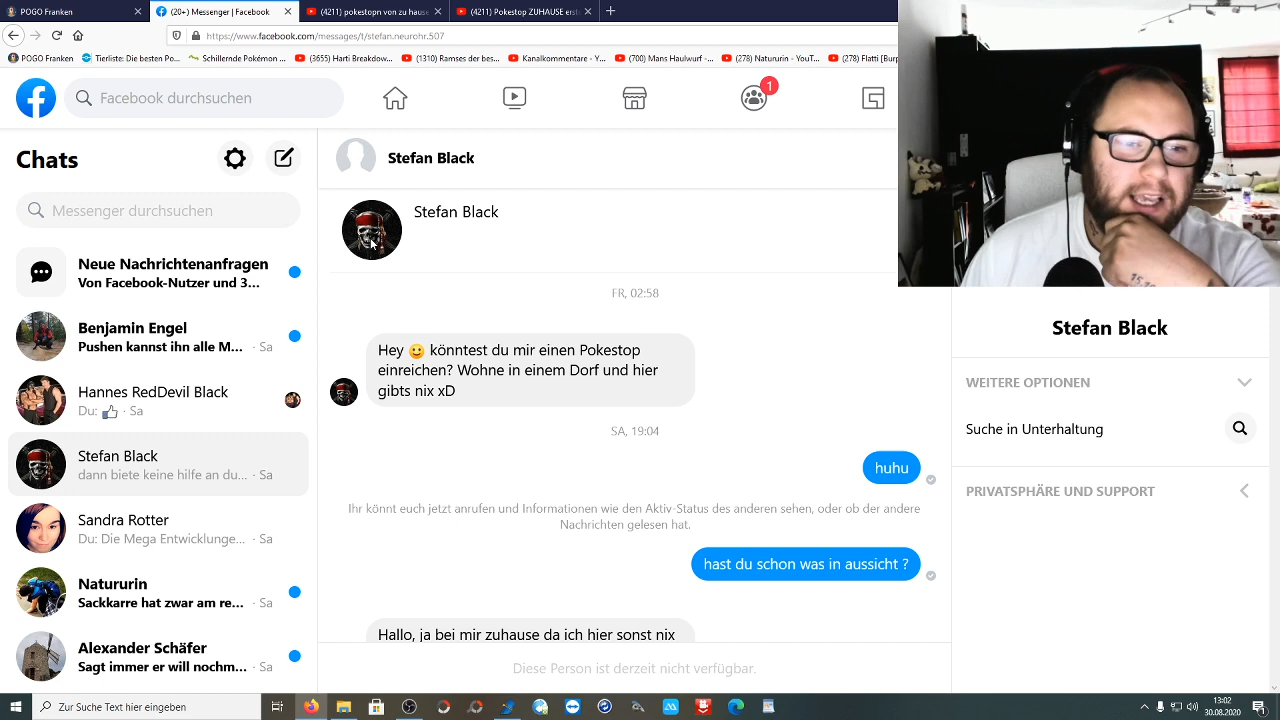 POGO Franken
(20+) Messenger | Facebook
(4211) pokestop von zu hause
(4211) Pokestop ZUHAUSE erst
https://www.facebook.com/messages/t/stefan.neurohr.507
POGO Franken
Tierliste: Die besten ...
Schillernde Pokémon ...
(3655) Harti Breakdow...
(1310) Ramses der bes...
Kanalkommentare - Y...
(700) Mans Haulwurf -...
(278) Natururin - YouT...
(278) Flatti [Burp
Facebook durchsuchen
1
Chats
Messenger durchsuchen
Neue Nachrichtenanfragen
Von Facebook-Nutzer und 3...
Benjamin Engel
Pushen kannst ihn alle M... · Sa
Hannes RedDevil Black
Du: · Sa
Stefan Black
dann biete keine hilfe an du... · Sa
Sandra Rotter
Du: Die Mega Entwicklunge... · Sa
Natururin
Sackkarre hat zwar am re... · Sa
Alexander Schäfer
Sagt immer er will nochm... · Sa
Stefan Black
Stefan Black
FR, 02:58
Hey 🙂 könntest du mir einen Pokestop
einreichen? Wohne in einem Dorf und hier
gibts nix xD
SA, 19:04
huhu
Ihr könnt euch jetzt anrufen und Informationen wie den Aktiv-Status des anderen sehen, oder ob der andere
Nachrichten gelesen hat.
hast du schon was in aussicht ?
Hallo, ja bei mir zuhause da ich hier sonst nix
Diese Person ist derzeit nicht verfügbar.
Stefan Black
WEITERE OPTIONEN
Suche in Unterhaltung
PRIVATSPHÄRE UND SUPPORT
Zur Suche Text hier eingeben
13:02
30.08.2020